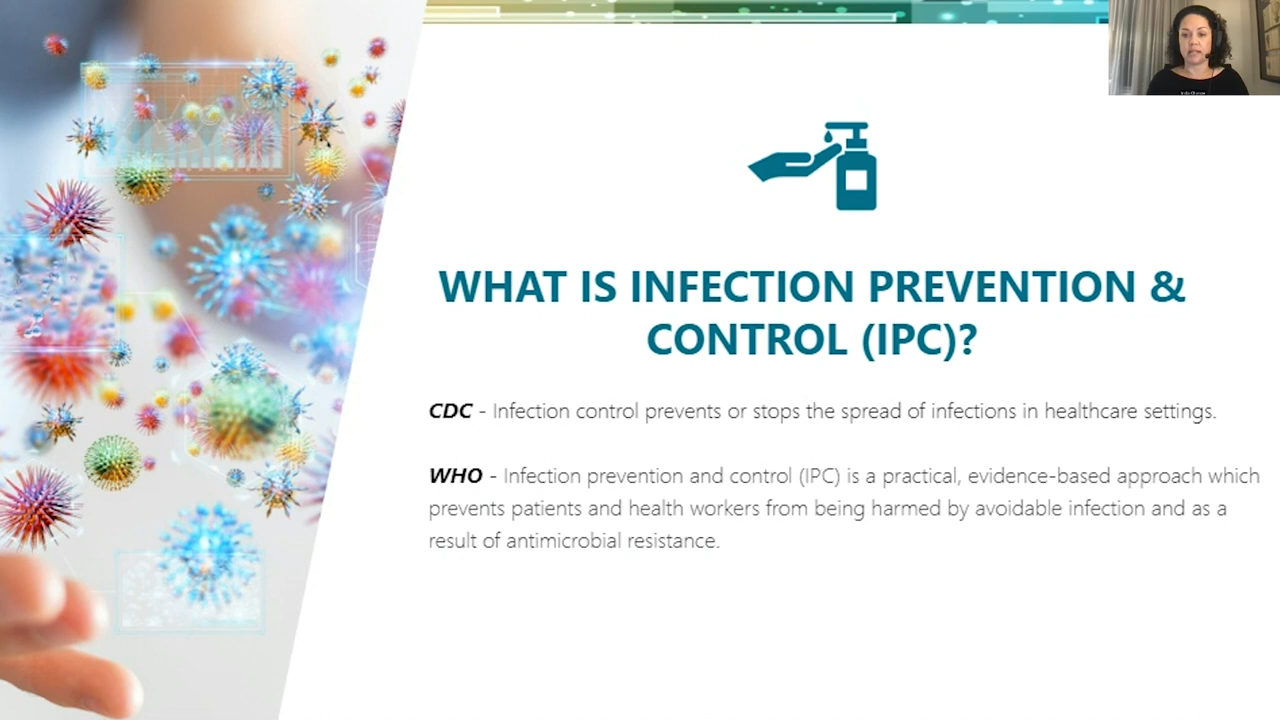 WHAT IS INFECTION PREVENTION &
CONTROL (IPC)?
CDC - Infection control prevents or stops the spread of infections in healthcare settings.
WHO - Infection prevention and control (IPC) is a practical, evidence-based approach which
prevents patients and health workers from being harmed by avoidable infection and as a
result of antimicrobial resistance.